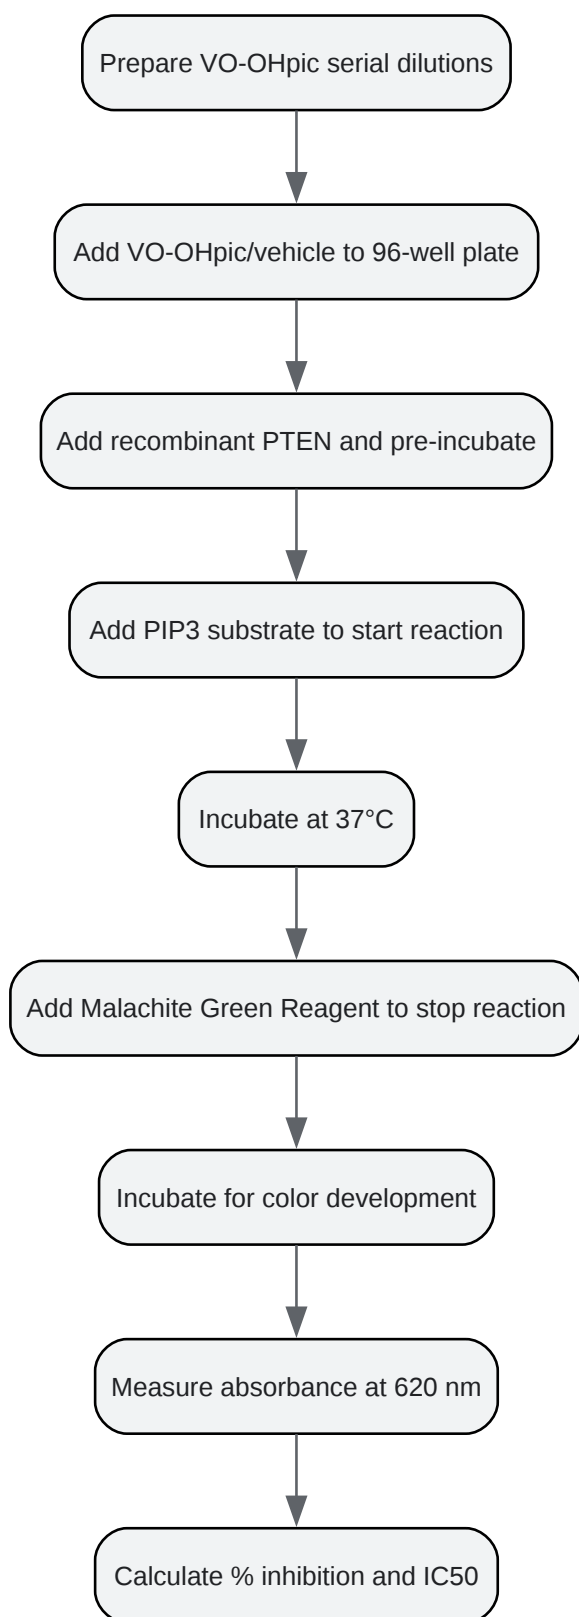 Prepare VO-OHpic serial dilutions
Add VO-OHpic/vehicle to 96-well plate
Add recombinant PTEN and pre-incubate
Add PIP3 substrate to start reaction
Incubate at 37°C
Add Malachite Green Reagent to stop reaction
Incubate for color development
Measure absorbance at 620 nm
Calculate % inhibition and IC50